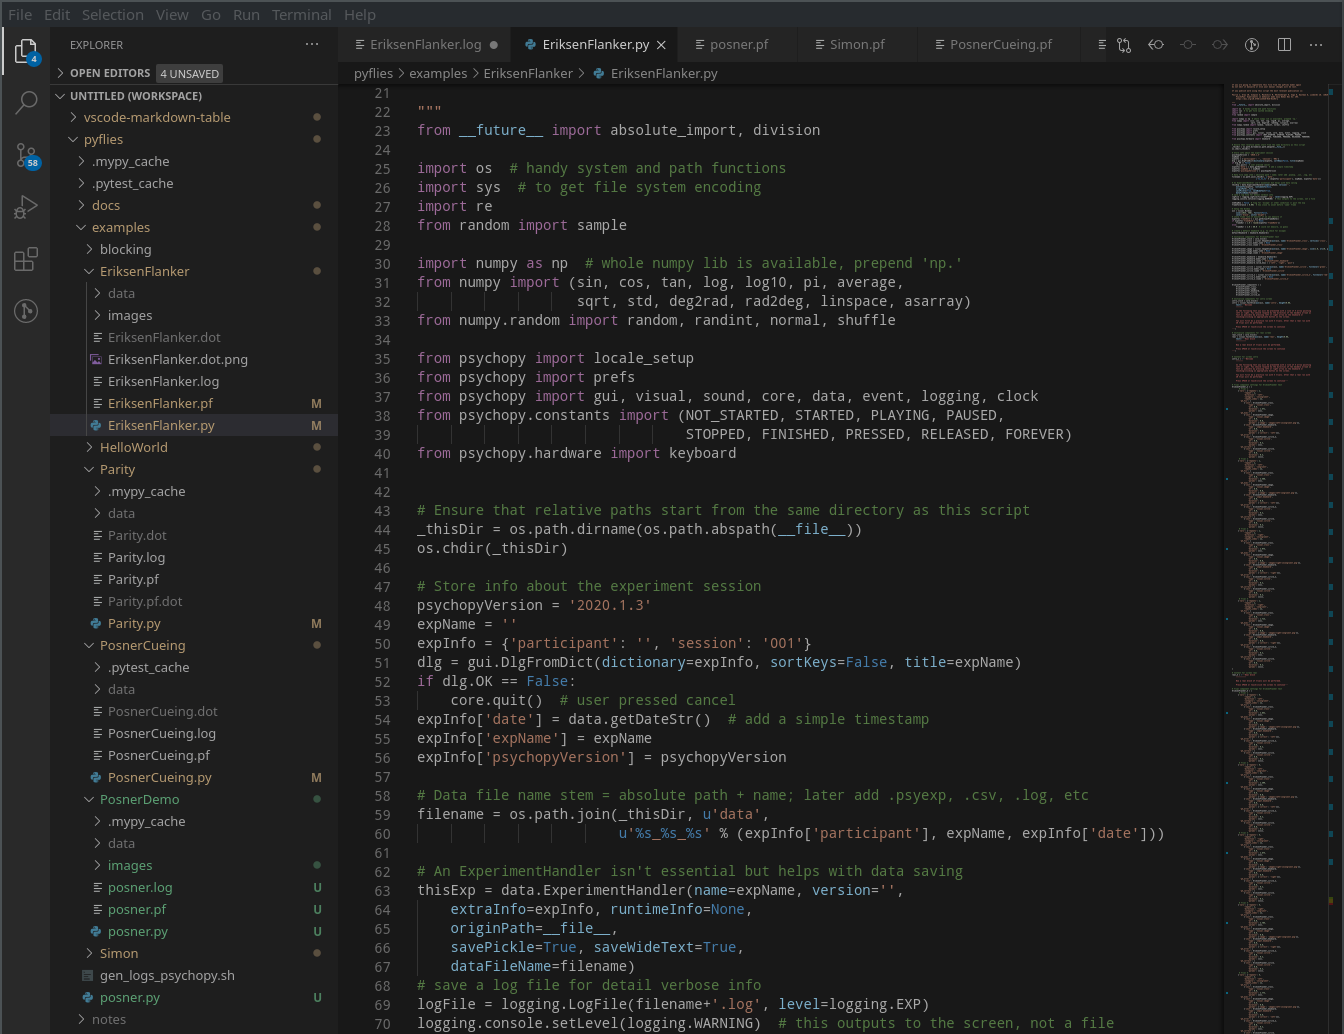 File Edit Selection View Go Run Terminal Help
4
58
EXPLORER ...
OPEN EDITORS 4 UNSAVED
UNTITLED (WORKSPACE)
vscode-markdown-table
pyflies
.mypy_cache
.pytest_cache
docs
examples
blocking
EriksenFlanker
data
images
EriksenFlanker.dot
EriksenFlanker.dot.png
EriksenFlanker.log
EriksenFlanker.pf M
EriksenFlanker.py M
HelloWorld
Parity
.mypy_cache
data
Parity.dot
Parity.log
Parity.pf
Parity.pf.dot
Parity.py M
PosnerCueing
.pytest_cache
data
PosnerCueing.dot
PosnerCueing.log
PosnerCueing.pf
PosnerCueing.py M
PosnerDemo
.mypy_cache
data
images
posner.log U
posner.pf U
posner.py U
Simon
gen_logs_psychopy.sh
posner.py U
notes
EriksenFlanker.log EriksenFlanker.py posner.pf Simon.pf PosnerCueing.pf
pyflies > examples > EriksenFlanker > EriksenFlanker.py
21
22 """
23 from __future__ import absolute_import, division
24
25 import os  # handy system and path functions
26 import sys  # to get file system encoding
27 import re
28 from random import sample
29
30 import numpy as np  # whole numpy lib is available, prepend 'np.'
31 from numpy import (sin, cos, tan, log, log10, pi, average,
32 sqrt, std, deg2rad, rad2deg, linspace, asarray)
33 from numpy.random import random, randint, normal, shuffle
34
35 from psychopy import locale_setup
36 from psychopy import prefs
37 from psychopy import gui, visual, sound, core, data, event, logging, clock
38 from psychopy.constants import (NOT_STARTED, STARTED, PLAYING, PAUSED,
39 STOPPED, FINISHED, PRESSED, RELEASED, FOREVER)
40 from psychopy.hardware import keyboard
41
42
43 # Ensure that relative paths start from the same directory as this script
44 _thisDir = os.path.dirname(os.path.abspath(__file__))
45 os.chdir(_thisDir)
46
47 # Store info about the experiment session
48 psychopyVersion = '2020.1.3'
49 expName = ''
50 expInfo = {'participant': '', 'session': '001'}
51 dlg = gui.DlgFromDict(dictionary=expInfo, sortKeys=False, title=expName)
52 if dlg.OK == False:
53 core.quit()  # user pressed cancel
54 expInfo['date'] = data.getDateStr()  # add a simple timestamp
55 expInfo['expName'] = expName
56 expInfo['psychopyVersion'] = psychopyVersion
57
58 # Data file name stem = absolute path + name; later add .psyexp, .csv, .log, etc
59 filename = os.path.join(_thisDir, u'data',
60 u'%s_%s_%s' % (expInfo['participant'], expName, expInfo['date']))
61
62 # An ExperimentHandler isn't essential but helps with data saving
63 thisExp = data.ExperimentHandler(name=expName, version='',
64 extraInfo=expInfo, runtimeInfo=None,
65 originPath=__file__,
66 savePickle=True, saveWideText=True,
67 dataFileName=filename)
68 # save a log file for detail verbose info
69 logFile = logging.LogFile(filename+'.log', level=logging.EXP)
70 logging.console.setLevel(logging.WARNING)  # this outputs to the screen, not a file